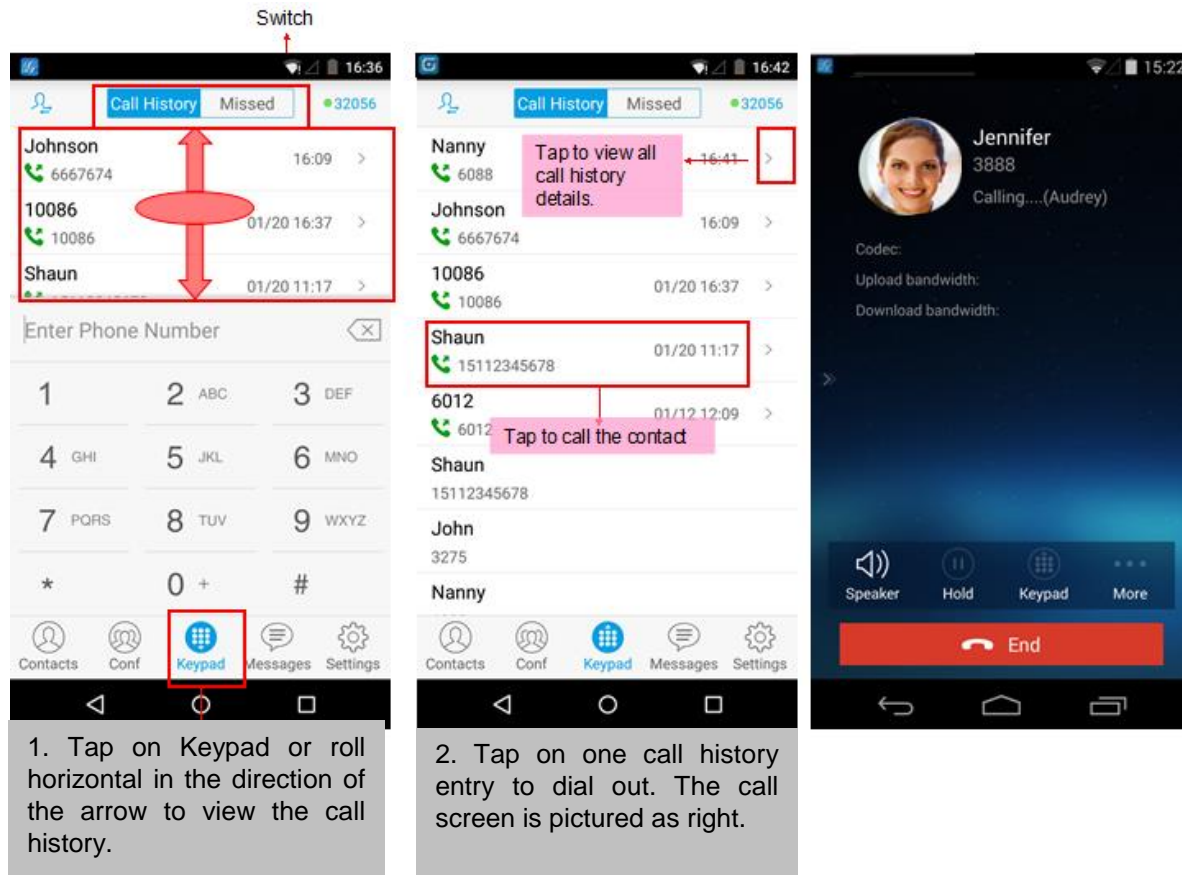 Switch
16:36
Call History Missed 32056
Johnson
6667674 16:09
10086
10086 01/20 16:37
Shaun
01/20 11:17
Enter Phone Number
1 2 ABC 3 DEF
4 GHI 5 JKL 6 MNO
7 PQRS 8 TUV 9 WXYZ
* 0 + #
Contacts Conf Keypad Messages Settings
1. Tap on Keypad or roll
horizontal in the direction of
the arrow to view the call
history.
16:42
Call History Missed 32056
Nanny
6088 16:41
Tap to view all
call history
details.
Johnson
6667674 16:09
10086
10086 01/20 16:37
Shaun
15112345678 01/20 11:17
6012
6012 01/12 12:09
Tap to call the contact
Shaun
15112345678
John
3275
Nanny
Contacts Conf Keypad Messages Settings
2. Tap on one call history
entry to dial out. The call
screen is pictured as right.
15:22
Jennifer
3888
Calling....(Audrey)
Codec:
Upload bandwidth:
Download bandwidth:
Speaker Hold Keypad More
End